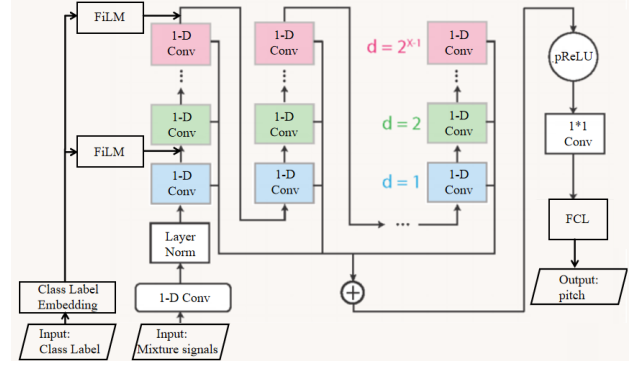 FiLM
1-D
Conv
1-D
Conv
d = 2^{X-1}
1-D
Conv
pReLU
FiLM
1-D
Conv
1-D
Conv
d = 2
1-D
Conv
1*1
Conv
1-D
Conv
1-D
Conv
d = 1
1-D
Conv
FCL
Layer
Norm
...
Class Label
Embedding
1-D Conv
+
Output:
pitch
Input:
Class Label
Input:
Mixture signals